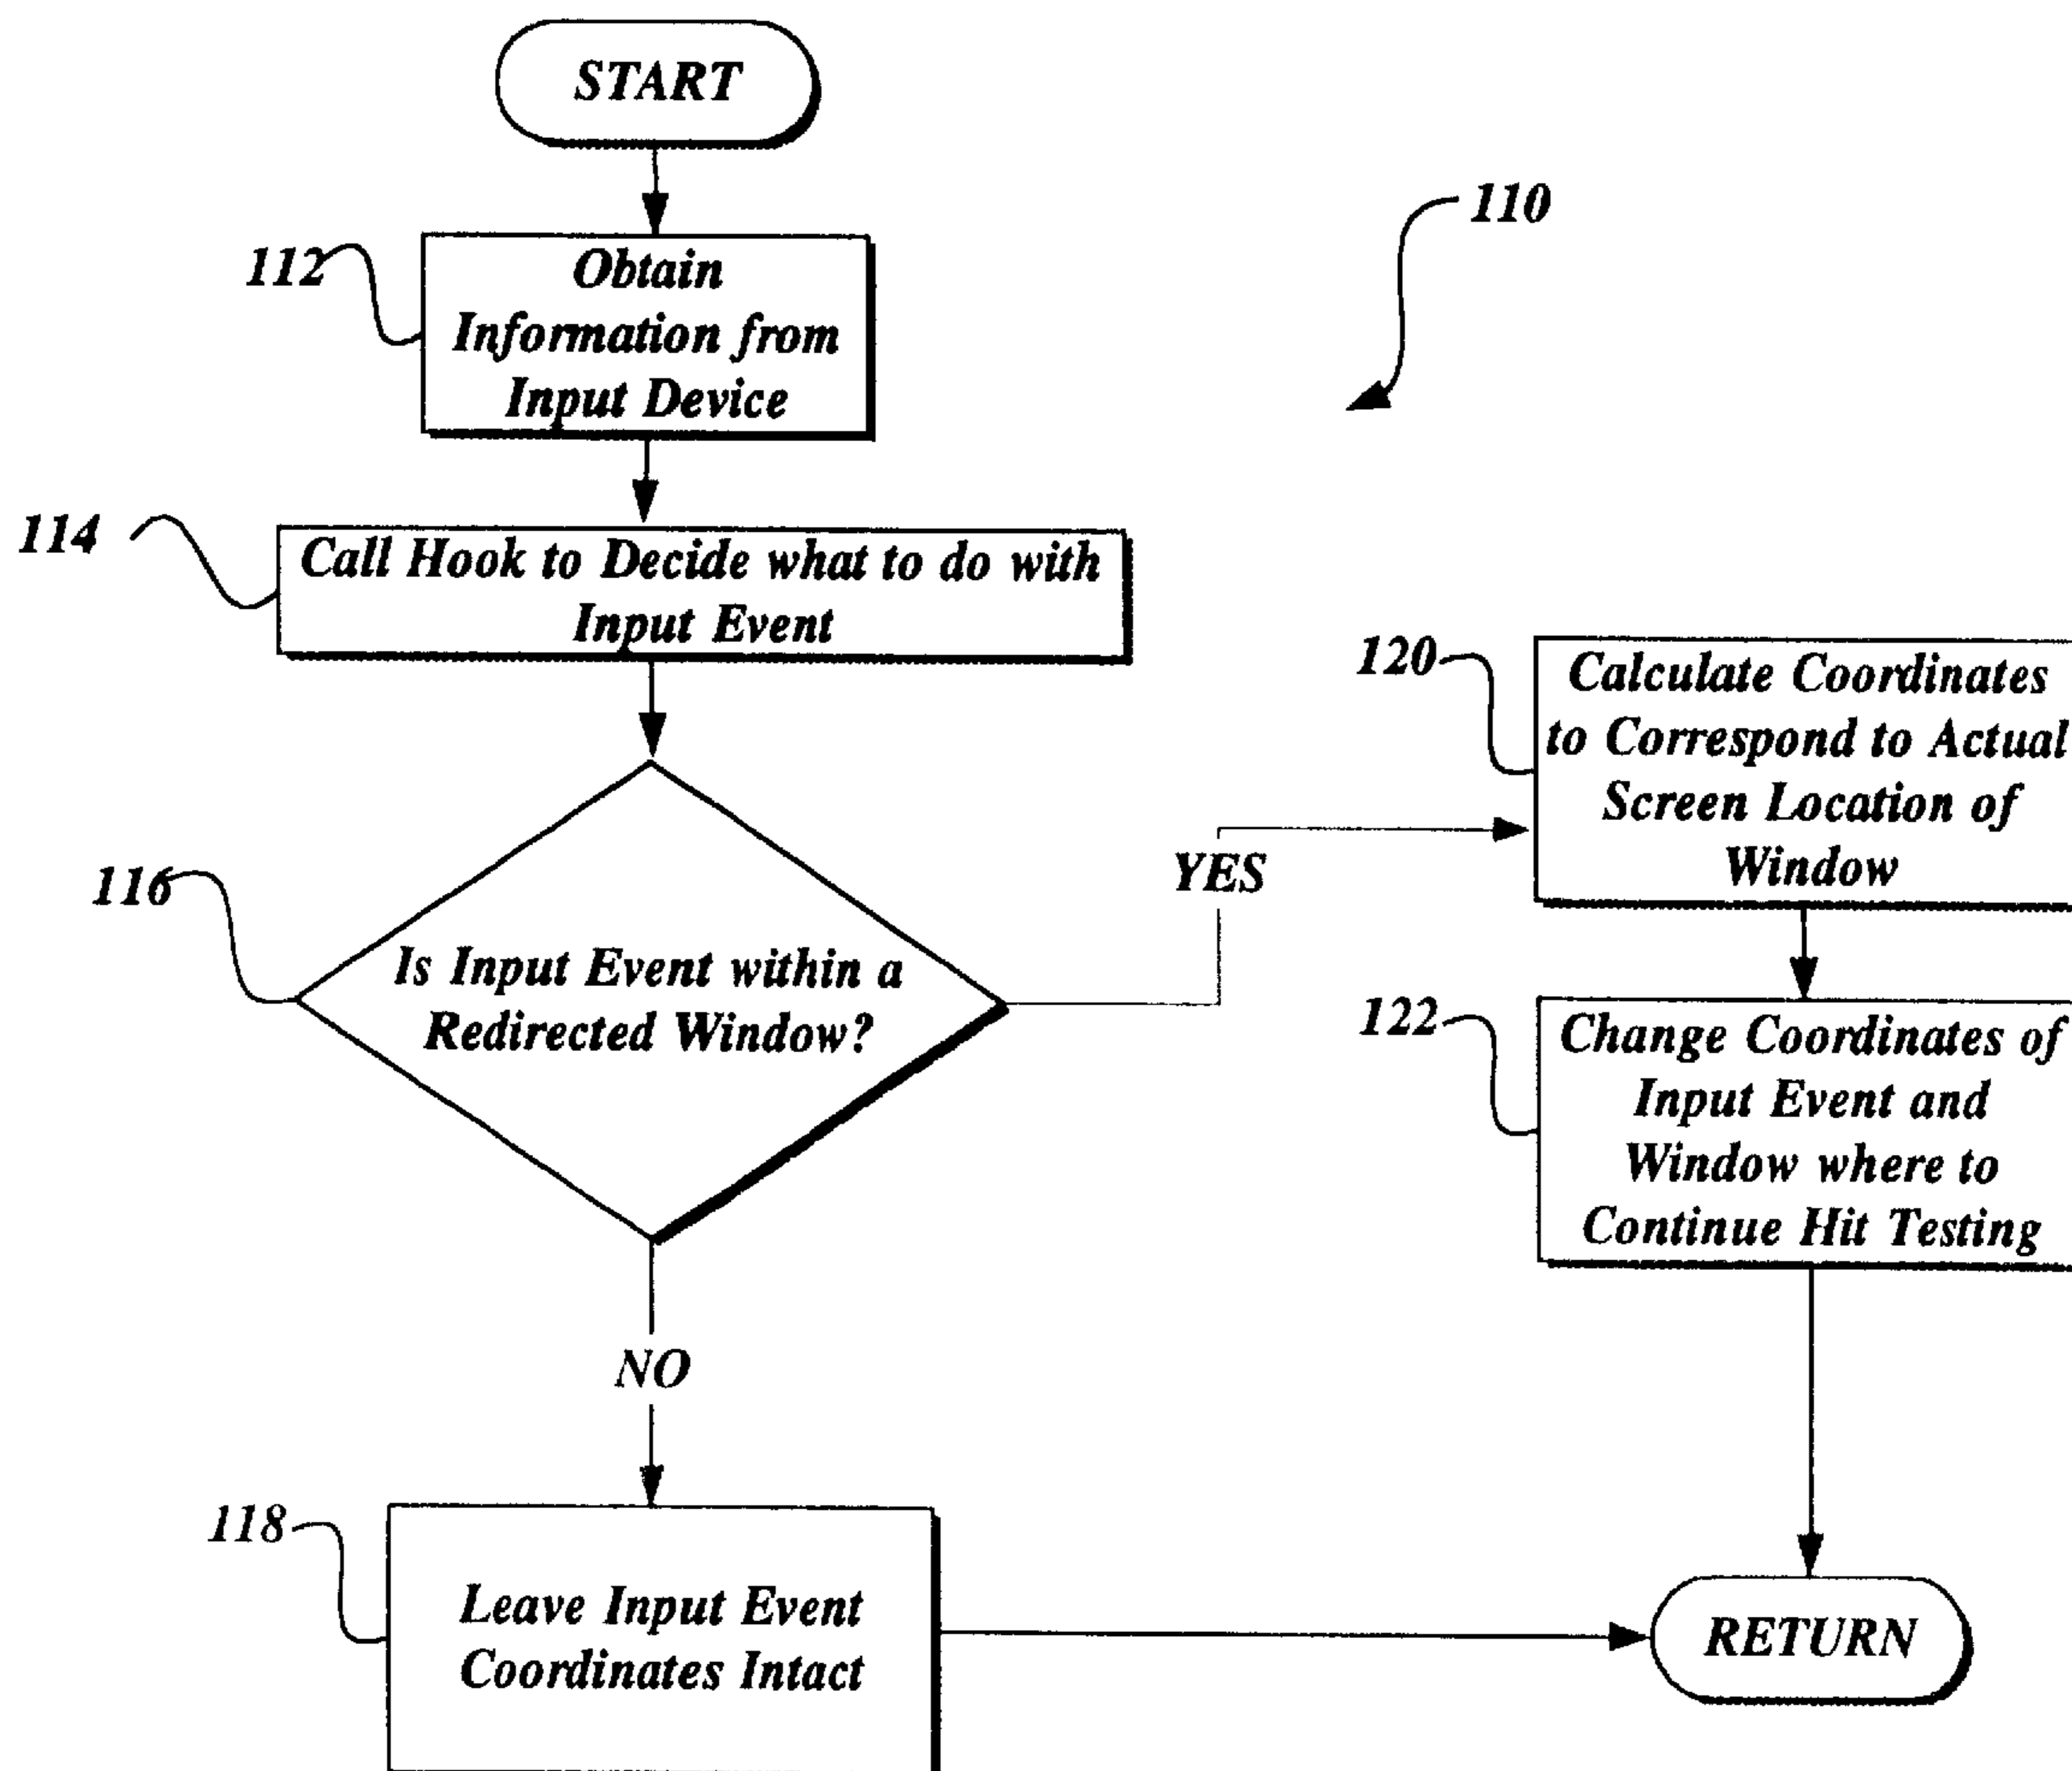 START
110
112
Obtain
Information from
Input Device
114
Call Hook to Decide what to do with
Input Event
116
Is Input Event within a
Redirected Window?
YES
120
Calculate Coordinates
to Correspond to Actual
Screen Location of
Window
122
Change Coordinates of
Input Event and
Window where to
Continue Hit Testing
NO
118
Leave Input Event
Coordinates Intact
RETURN